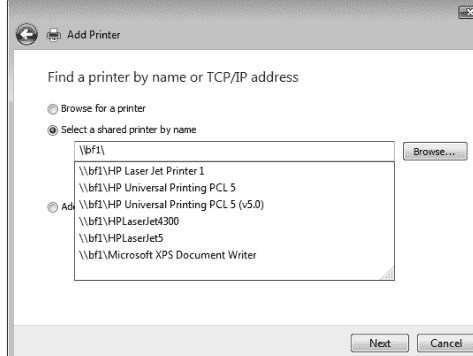 Add Printer
Find a printer by name or TCP/IP address
Browse for a printer
Select a shared printer by name
\\bf1\
Browse...
\\bf1\HP Laser Jet Printer 1
\\bf1\HP Universal Printing PCL 5
\\bf1\HP Universal Printing PCL 5 (v5.0)
Ad
\\bf1\HPLaserJet4300
\\bf1\HPLaserJet5
\\bf1\Microsoft XPS Document Writer
Next
Cancel